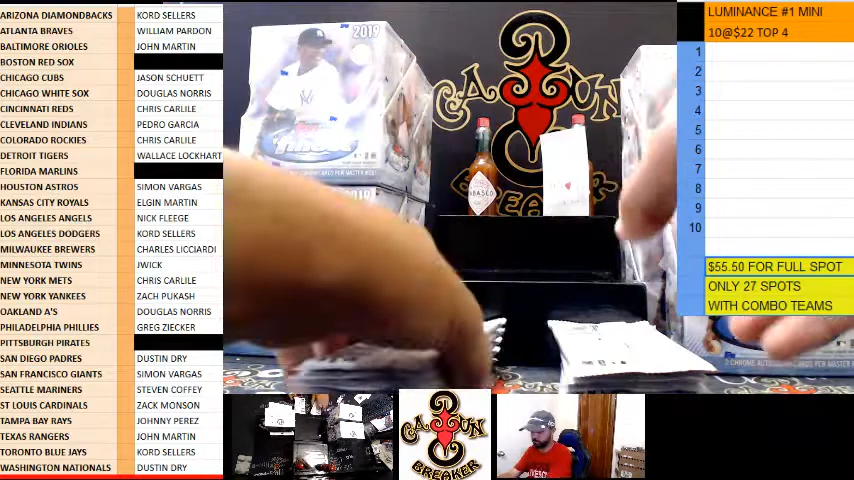 ARIZONA DIAMONDBACKS KORD SELLERS
ATLANTA BRAVES WILLIAM PARDON
BALTIMORE ORIOLES JOHN MARTIN
BOSTON RED SOX
CHICAGO CUBS JASON SCHUETT
CHICAGO WHITE SOX DOUGLAS NORRIS
CINCINNATI REDS CHRIS CARLILE
CLEVELAND INDIANS PEDRO GARCIA
COLORADO ROCKIES CHRIS CARLILE
DETROIT TIGERS WALLACE LOCKHART
FLORIDA MARLINS
HOUSTON ASTROS SIMON VARGAS
KANSAS CITY ROYALS ELGIN MARTIN
LOS ANGELES ANGELS NICK FLEEGE
LOS ANGELES DODGERS KORD SELLERS
MILWAUKEE BREWERS CHARLES LICCIARDI
MINNESOTA TWINS JWICK
NEW YORK METS CHRIS CARLILE
NEW YORK YANKEES ZACH PUKASH
OAKLAND A'S DOUGLAS NORRIS
PHILADELPHIA PHILLIES GREG ZIECKER
PITTSBURGH PIRATES
SAN DIEGO PADRES DUSTIN DRY
SAN FRANCISCO GIANTS SIMON VARGAS
SEATTLE MARINERS STEVEN COFFEY
ST LOUIS CARDINALS ZACK MONSON
TAMPA BAY RAYS JOHNNY PEREZ
TEXAS RANGERS JOHN MARTIN
TORONTO BLUE JAYS KORD SELLERS
WASHINGTON NATIONALS DUSTIN DRY
2019
CAJUN
BREAKER
TABASCO
2019
CAJUN
BREAKER
LUMINANCE #1 MINI
10@$22 TOP 4
1
2
3
4
5
6
7
8
9
10
$55.50 FOR FULL SPOT
ONLY 27 SPOTS
WITH COMBO TEAMS